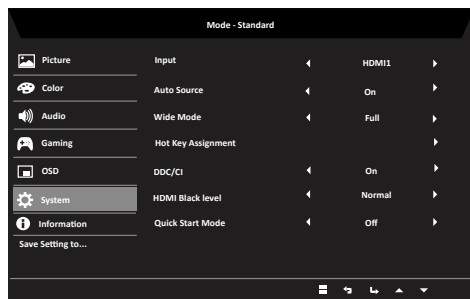 Mode - Standard
Picture
Color
Audio
Gaming
OSD
System
Information
Save Setting to...
Input HDMI1
Auto Source On
Wide Mode Full
Hot Key Assignment
DDC/CI On
HDMI Black level Normal
Quick Start Mode Off